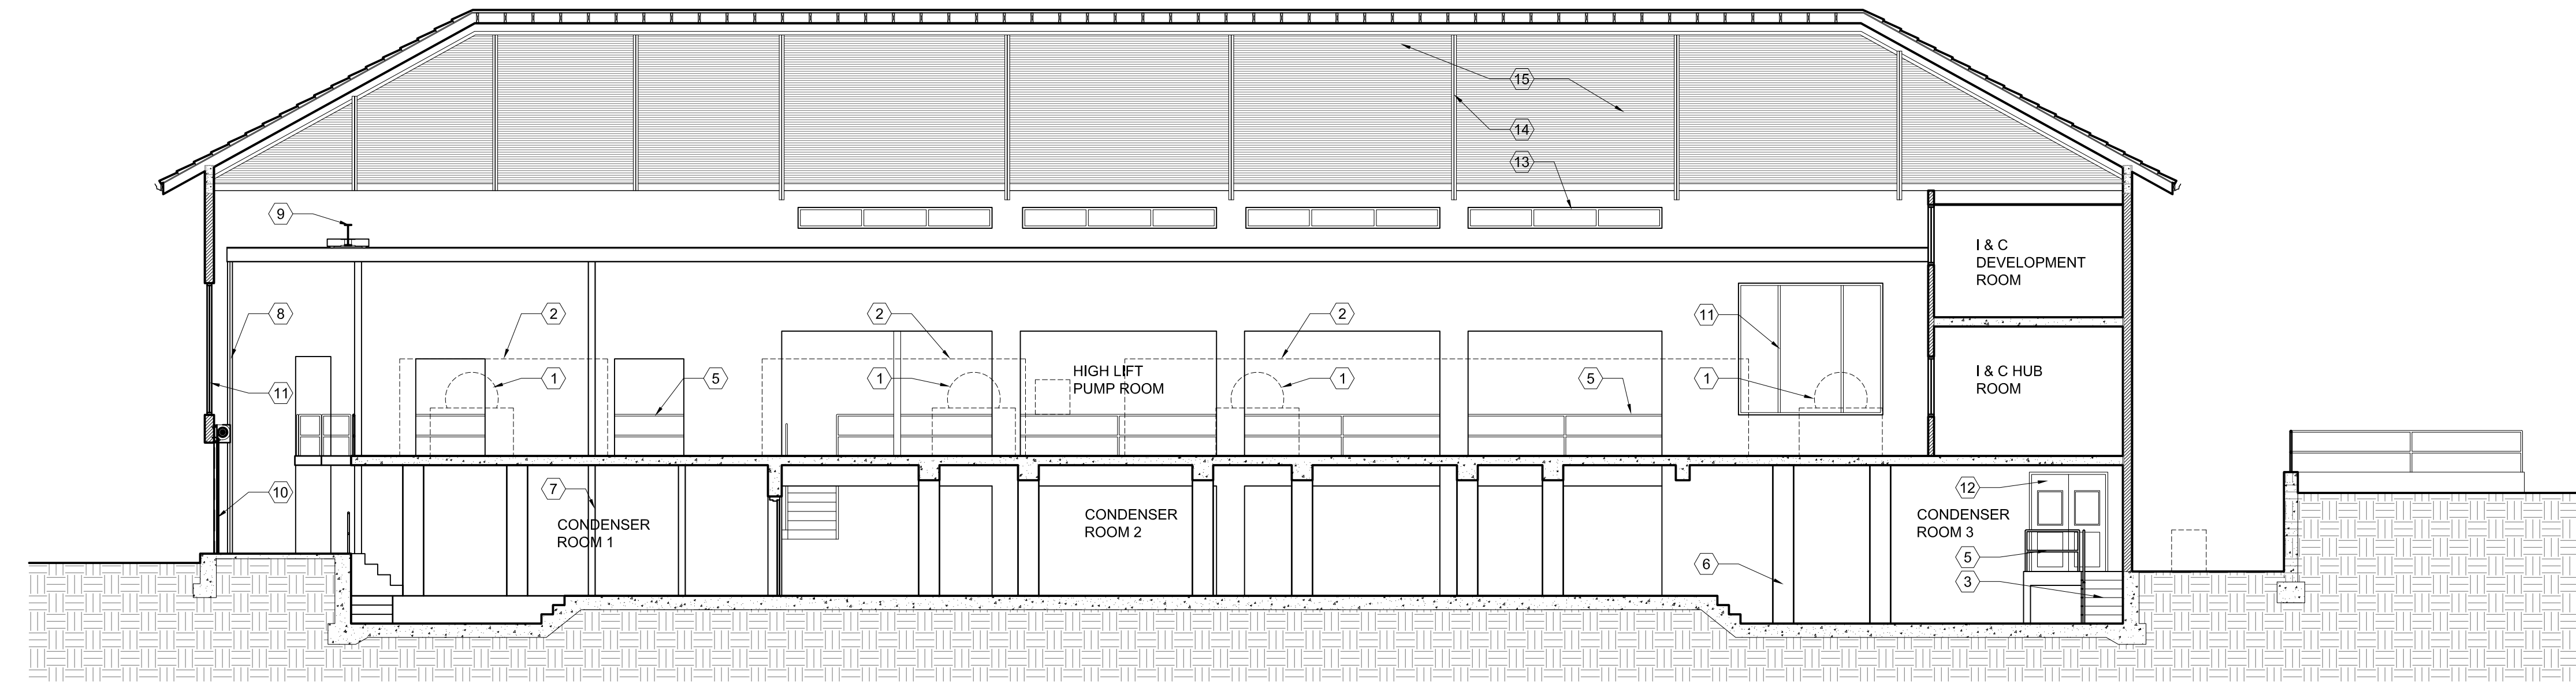 15
14
13
9
I & C
DEVELOPMENT
ROOM
8
2
2
2
11
HIGH LIFT
PUMP ROOM
I & C HUB
ROOM
11
1
5
1
1
5
1
10
7
CONDENSER
ROOM 1
CONDENSER
ROOM 2
12
CONDENSER
ROOM 3
5
6
3